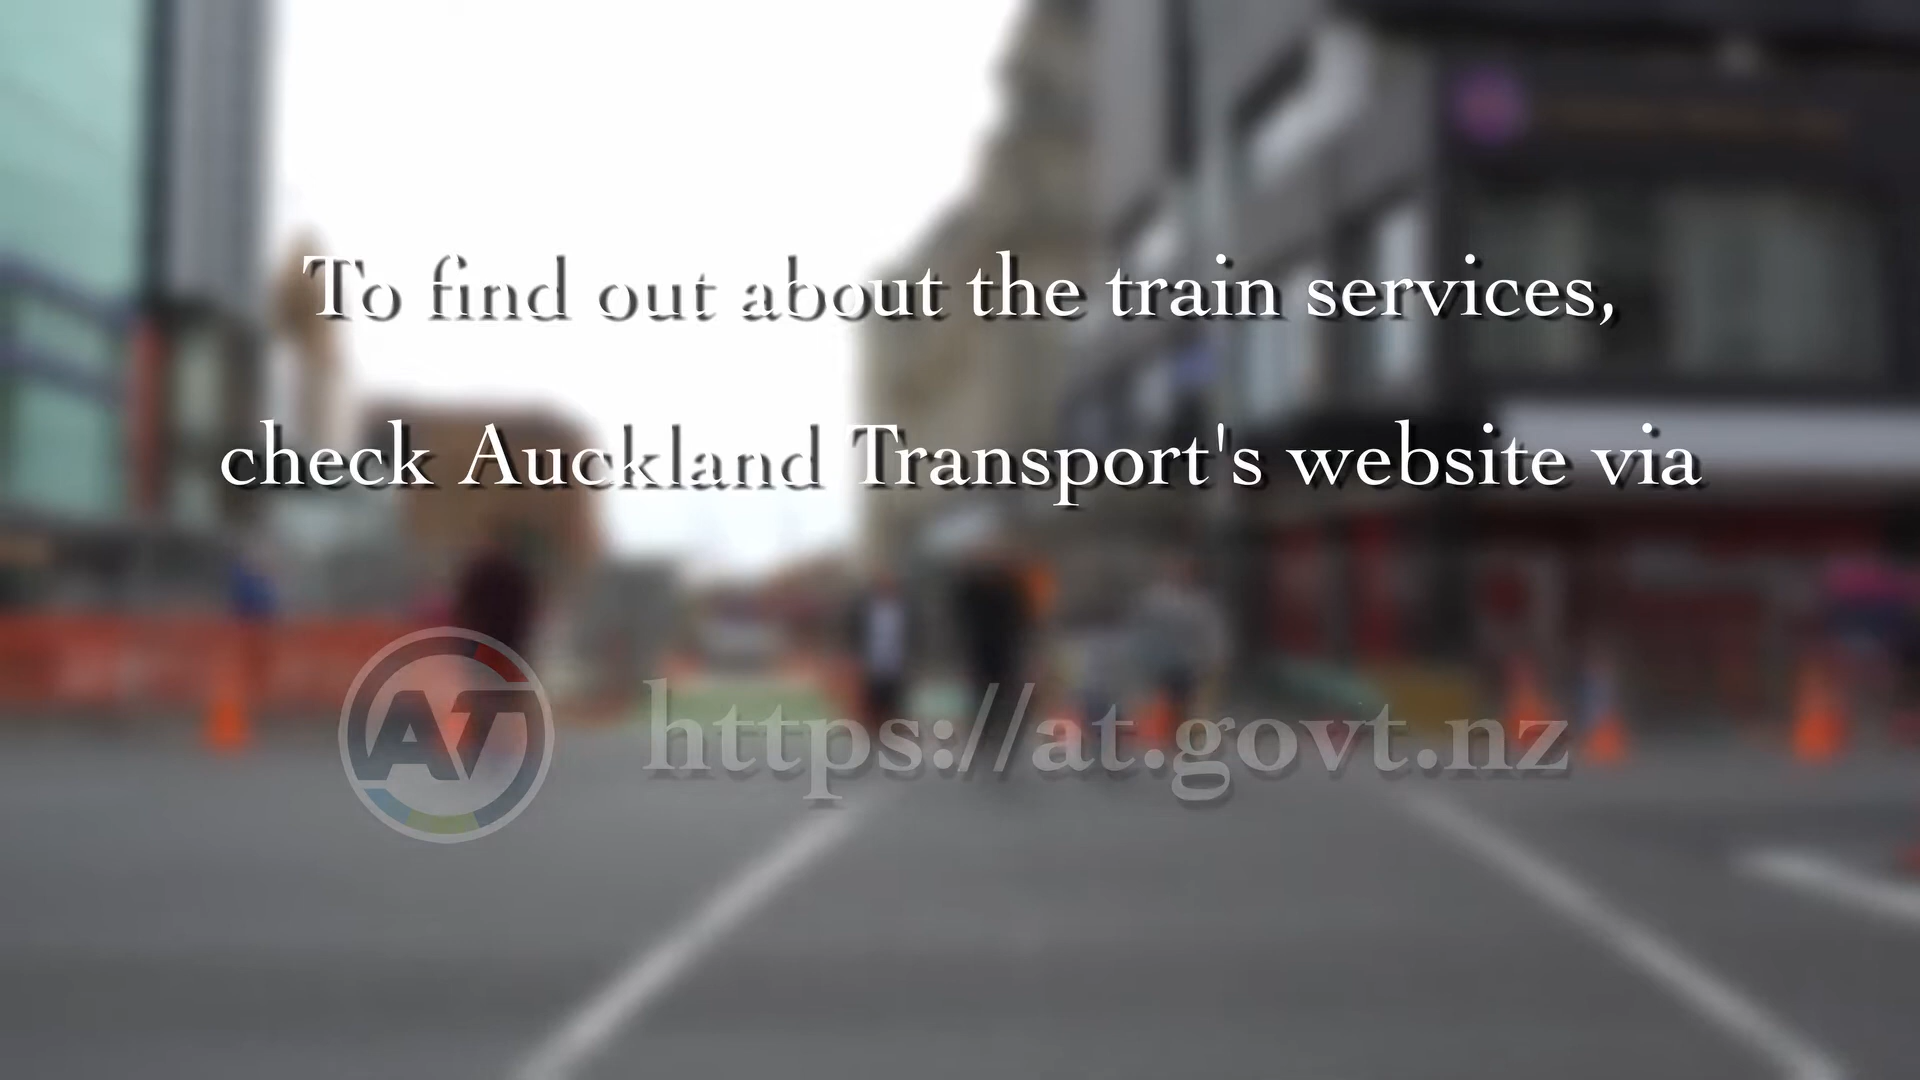 To find out about the train services,
check Auckland Transport's website via
AT https://at.govt.nz